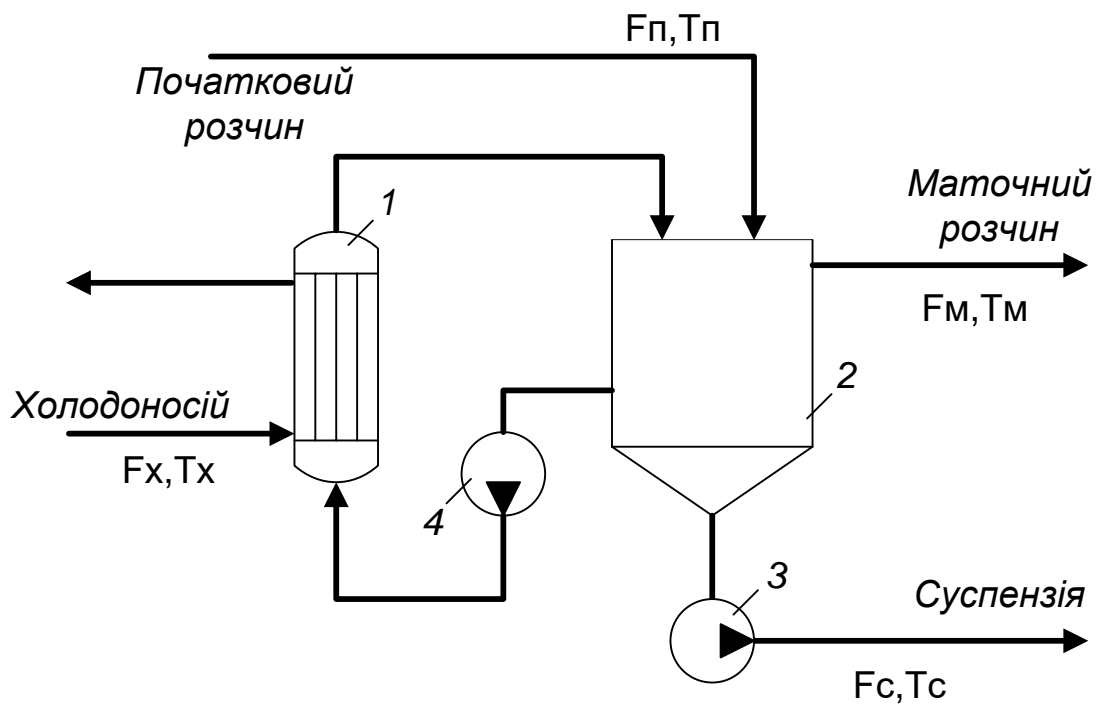 Fп,Тп
Початковий
розчин
1
Маточний
розчин
Fм,Тм
2
Холодоносій
Fх,Тх
4
3
Суспензія
Fс,Тс